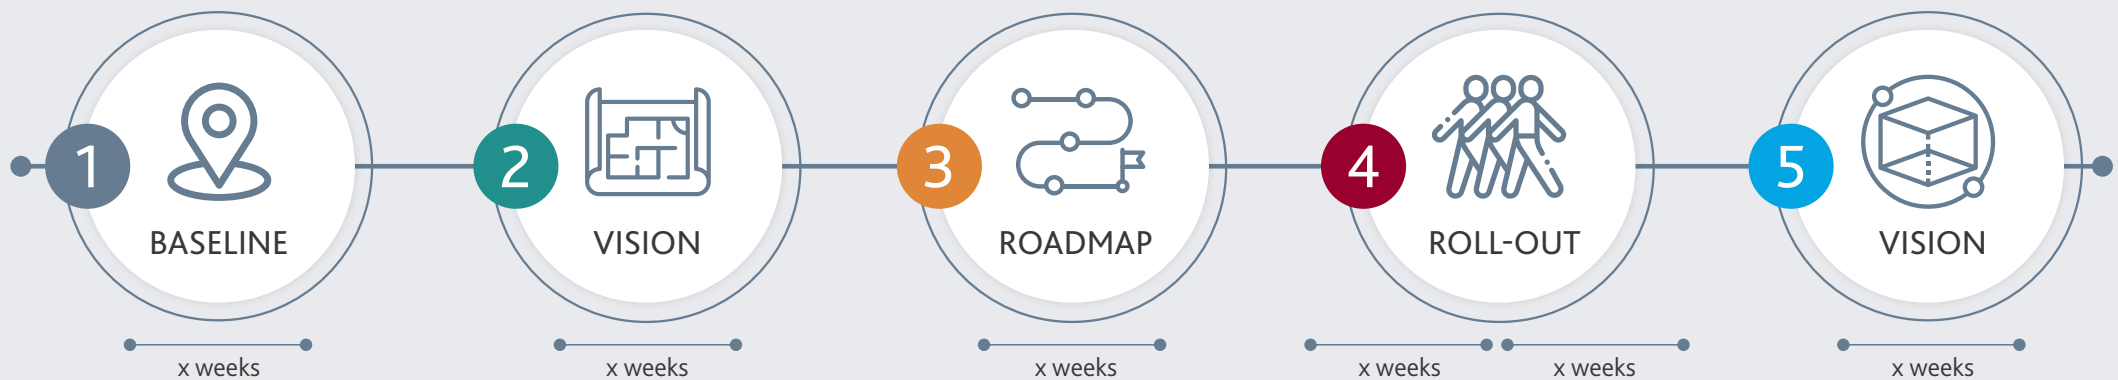 1
BASELINE
x weeks
2
VISION
x weeks
3
ROADMAP
x weeks
4
ROLL-OUT
x weeks
x weeks
5
VISION
x weeks